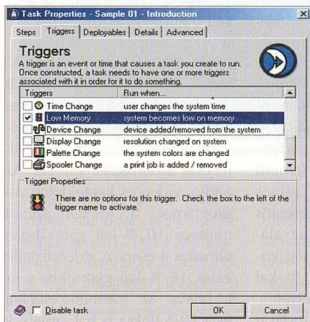 Task Properties - Sample 01 - Introduction
Steps Triggers Deployables Details Advanced
Triggers
A trigger is an event or time that causes a task you create to run.
Once constructed, a task needs to have one or more triggers
associated with it in order for it to do something.
Triggers Run when...
Time Change user changes the system time
Low Memory system becomes low on memory
Device Change device added/removed from the system
Display Change resolution changed on system
Palette Change the system colors are changed
Spooler Change a print job is added / removed
Trigger Properties
There are no options for this trigger. Check the box to the left of the
trigger name to activate.
Disable task OK Cancel